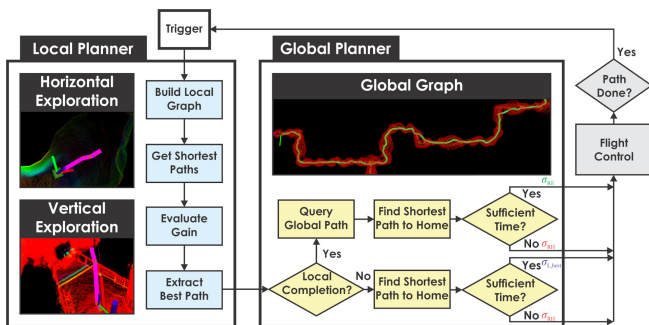 Trigger
Local Planner
Global Planner
Horizontal
Exploration
Vertical
Exploration
Build Local
Graph
Get Shortest
Paths
Evaluate
Gain
Extract
Best Path
Global Graph
Query
Global Path
Find Shortest
Path to Home
Sufficient
Time?
Yes
No
Yes
Local
Completion?
No
Find Shortest
Path to Home
Sufficient
Time?
Yes
No
Yes
Path
Done?
Flight
Control